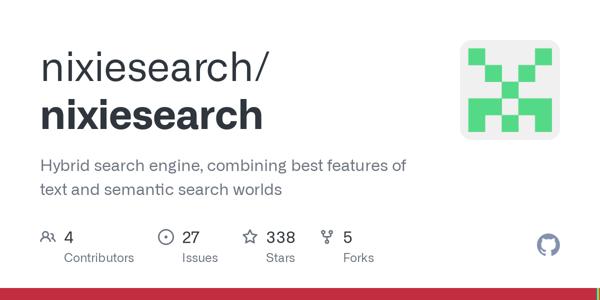 nixiesearch/
nixiesearch
Hybrid search engine, combining best features of
text and semantic search worlds
4 27 338 5
Contributors Issues Stars Forks